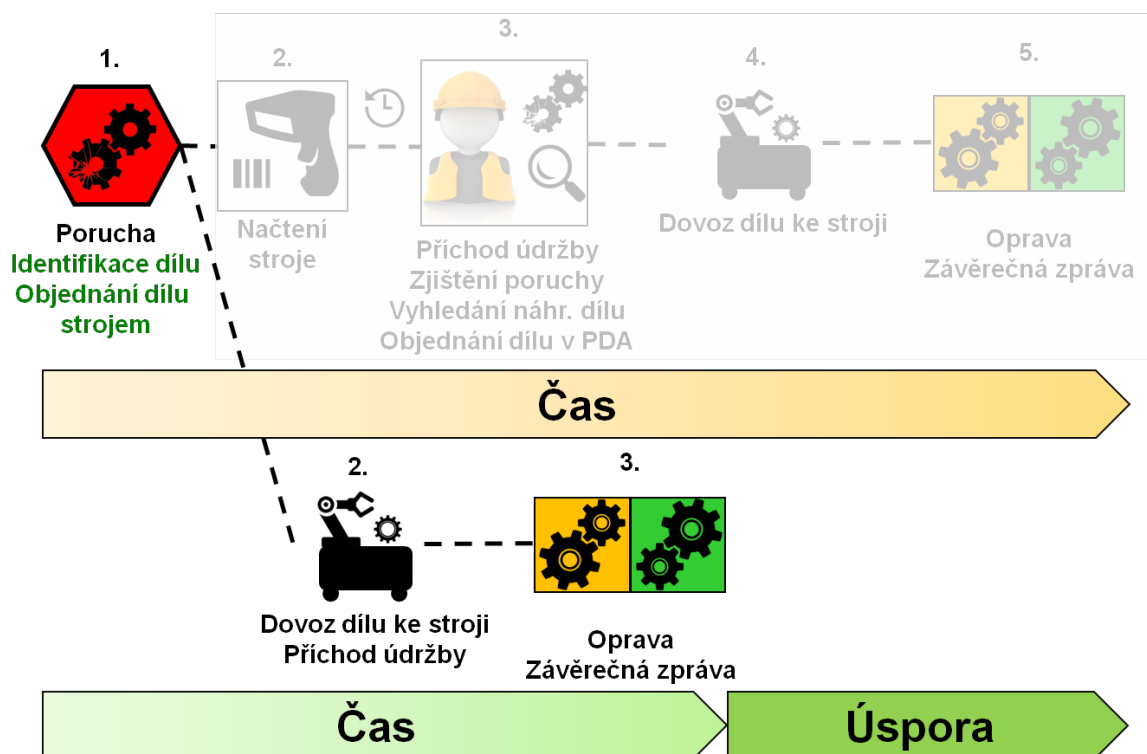 1.
2.
3.
4.
5.
Porucha
Identifikace dílu
Objednání dílu
strojem
Načtení
stroje
Příchod údržby
Zjištění poruchy
Vyhledání náhr. dílu
Objednání dílu v PDA
Dovoz dílu ke stroji
Oprava
Závěrečná zpráva
Čas
2.
3.
Dovoz dílu ke stroji
Příchod údržby
Oprava
Závěrečná zpráva
Čas
Úspora